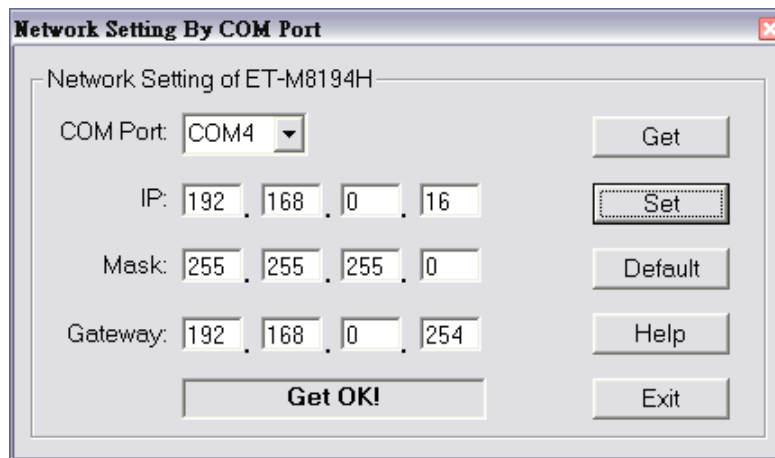 Network Setting By COM Port
Network Setting of ET-M8194H
COM Port: COM4 Get
IP: 192 . 168 . 0 . 16 Set
Mask: 255 . 255 . 255 . 0 Default
Gateway: 192 . 168 . 0 . 254 Help
Get OK! Exit